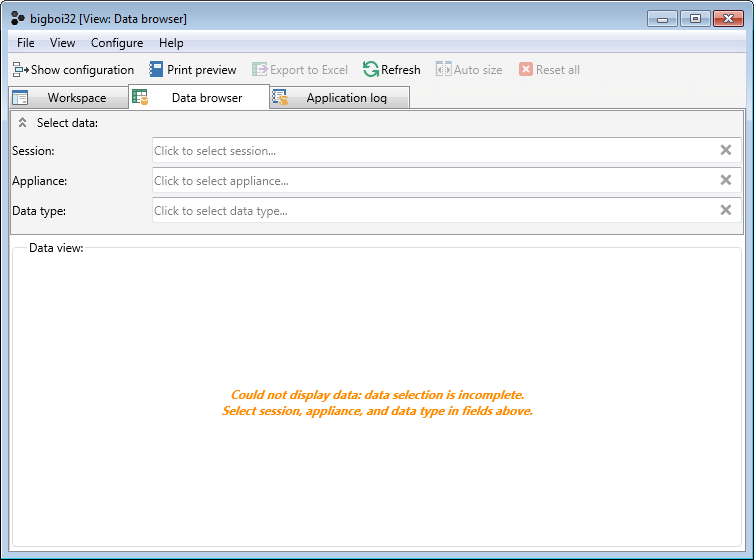 bigboi32 [View: Data browser]
File View Configure Help
Show configuration Print preview Export to Excel Refresh Auto size Reset all
Workspace Data browser Application log
Select data:
Session: Click to select session...
Appliance: Click to select appliance...
Data type: Click to select data type...
Data view:
Could not display data: data selection is incomplete.
Select session, appliance, and data type in fields above.